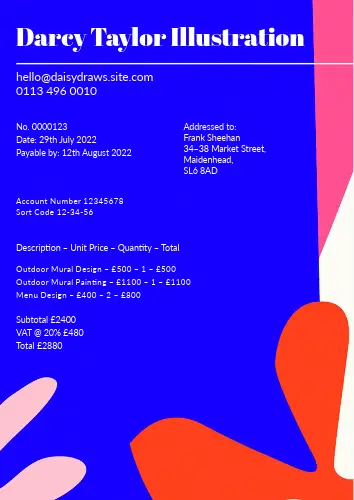 Darcy Taylor Illustration
hello@daisydraws.site.com
0113 496 0010
No. 0000123
Date: 29th July 2022
Payable by: 12th August 2022
Addressed to:
Frank Sheehan
34–38 Market Street,
Maidenhead,
SL6 8AD
Account Number 12345678
Sort Code 12-34-56
Description – Unit Price – Quantity – Total
Outdoor Mural Design – £500 – 1 – £500
Outdoor Mural Painting – £1100 – 1 – £1100
Menu Design – £400 – 2 – £800
Subtotal £2400
VAT @ 20% £480
Total £2880